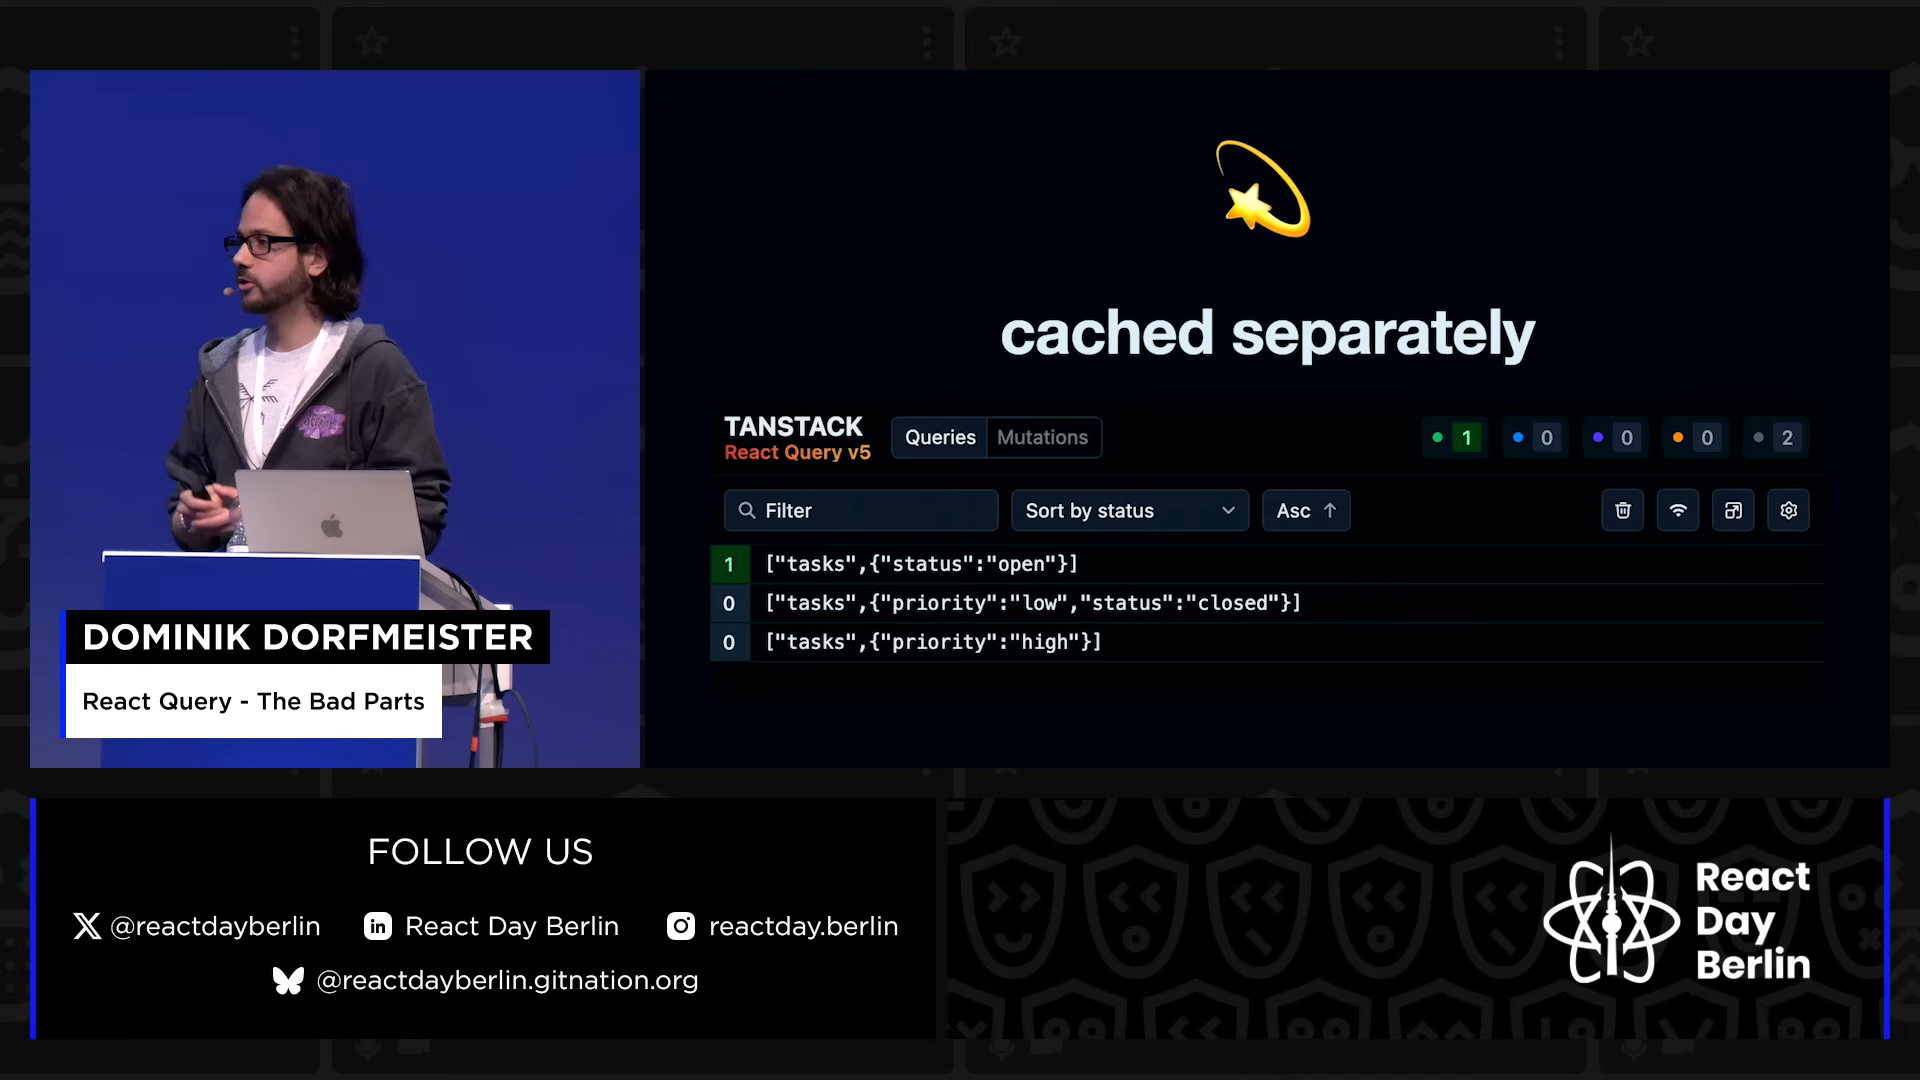 cached separately
TANSTACK
React Query v5
Queries
Mutations
1
0
0
0
2
Filter
Sort by status
Asc ↑
1 ["tasks",{"status":"open"}]
0 ["tasks",{"priority":"low","status":"closed"}]
0 ["tasks",{"priority":"high"}]
DOMINIK DORFMEISTER
React Query - The Bad Parts
FOLLOW US
@reactdayberlin
React Day Berlin
reactday.berlin
@reactdayberlin.gitnation.org
React
Day
Berlin